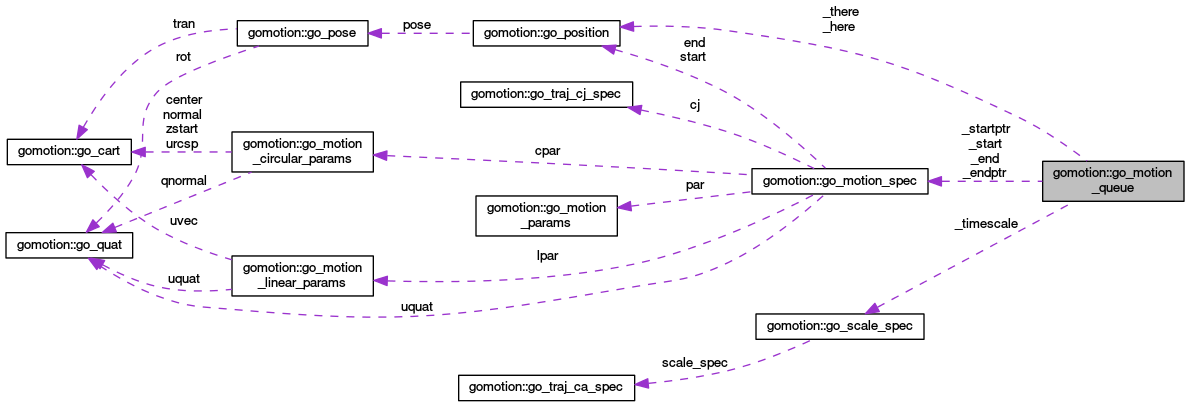 _there
_here
tran
gomotion::go_pose
pose
gomotion::go_position
rot
end
start
gomotion::go_traj_cj_spec
cj
center
normal
zstart
urcsp
gomotion::go_cart
gomotion::go_motion
_circular_params
cpar
_startptr
_start
_end
_endptr
gomotion::go_motion
_queue
qnormal
par
gomotion::go_motion_spec
gomotion::go_motion
_params
uvec
_timescale
gomotion::go_quat
lpar
gomotion::go_motion
_linear_params
uquat
uquat
gomotion::go_scale_spec
scale_spec
gomotion::go_traj_ca_spec